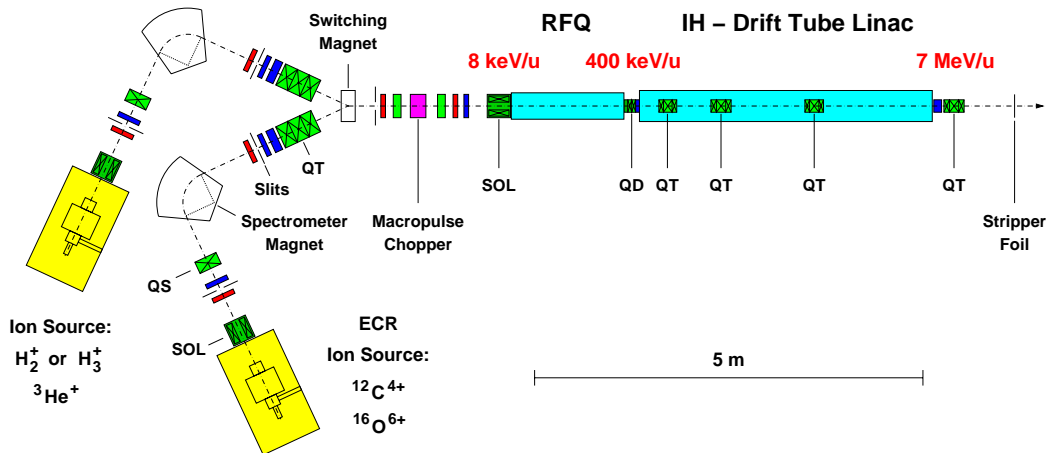 Switching
Magnet
RFQ
IH – Drift Tube Linac
8 keV/u
400 keV/u
7 MeV/u
QT
Slits
SOL
QD
QT
QT
QT
QT
Spectrometer
Magnet
Macropulse
Chopper
Stripper
Foil
QS
SOL
Ion Source:
H₂⁺ or H₃⁺
³He⁺
ECR
Ion Source:
¹²C⁴⁺
¹⁶O⁶⁺
5 m